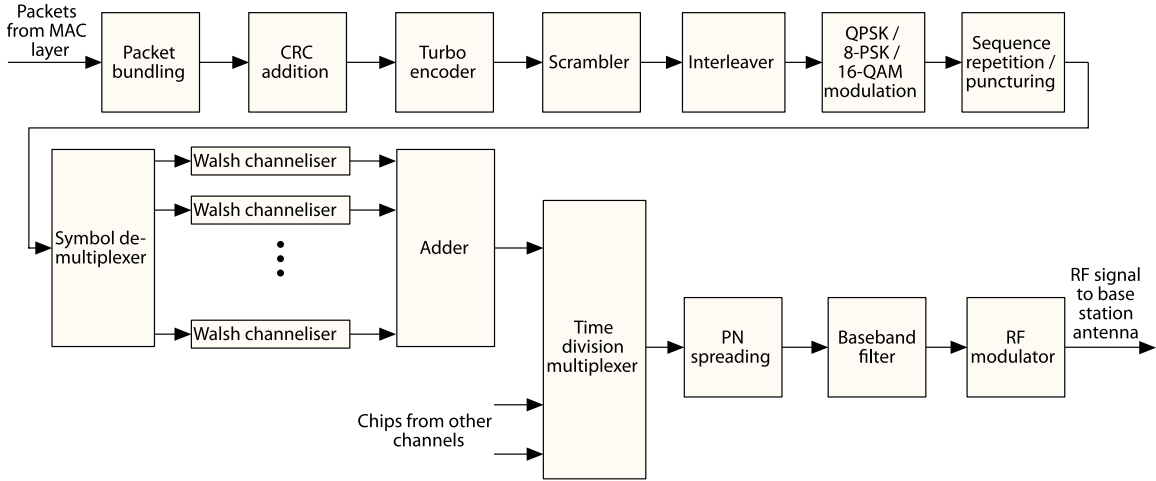 Packets
from MAC
layer
Packet
bundling
CRC
addition
Turbo
encoder
Scrambler
Interleaver
QPSK /
8-PSK /
16-QAM
modulation
Sequence
repetition /
puncturing
Symbol de-
multiplexer
Walsh channeliser
Walsh channeliser
Walsh channeliser
Adder
Chips from other
channels
Time
division
multiplexer
PN
spreading
Baseband
filter
RF
modulator
RF signal
to base
station
antenna